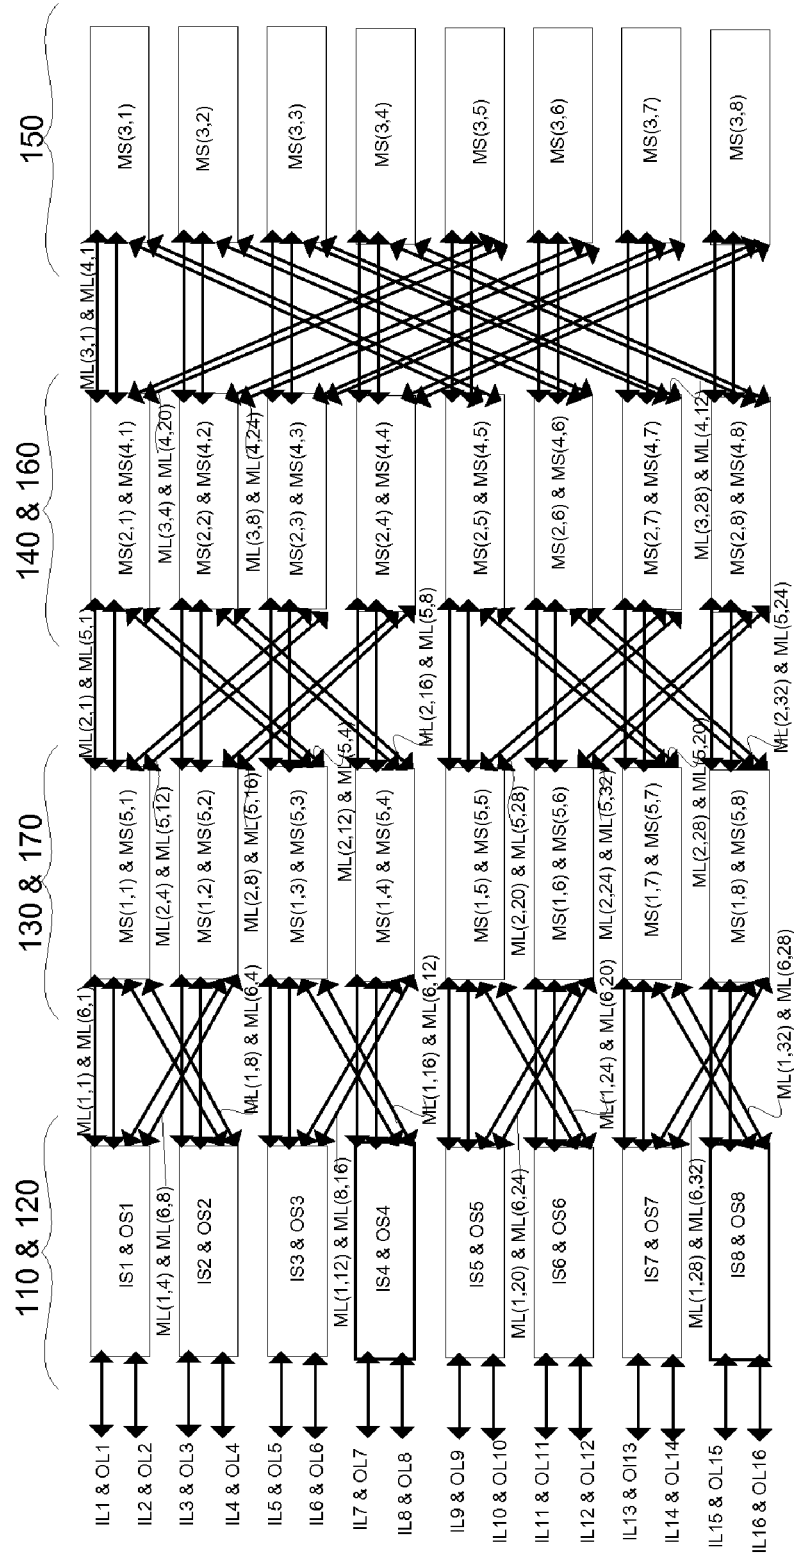 110 & 120
130 & 170
140 & 160
150
IL1 & OL1
IL2 & OL2
IL3 & OL3
IL4 & OL4
IL5 & OL5
IL6 & OL6
IL7 & OL7
IL8 & OL8
IL9 & OL9
IL10 & OL10
IL11 & OL11
IL12 & OL12
IL13 & Ol13
IL14 & OL14
IL15 & OL15
IL16 & OL16
IS1 & OS1
IS2 & OS2
IS3 & OS3
IS4 & OS4
IS5 & OS5
IS6 & OS6
IS7 & OS7
IS8 & OS8
ML(1,1) & ML(6,1)
ML(1,4) & ML(6,8)
ML(1,8) & ML(6,4)
ML(1,12) & ML(8,16)
ML(1,16) & ML(6,12)
ML(1,20) & ML(6,24)
ML(1,24) & ML(6,20)
ML(1,28) & ML(6,32)
ML(1,32) & ML(6,28)
MS(1,1) & MS(5,1)
MS(1,2) & MS(5,2)
MS(1,3) & MS(5,3)
MS(1,4) & MS(5,4)
MS(1,5) & MS(5,5)
MS(1,6) & MS(5,6)
MS(1,7) & MS(5,7)
MS(1,8) & MS(5,8)
ML(2,1) & ML(5,1
ML(2,4) & ML(5,12)
ML(2,8) & ML(5,16)
ML(2,12) & ML(5,4)
ML(2,16) & ML(5,8)
ML(2,20) & ML(5,28)
ML(2,24) & ML(5,32)
ML(2,28) & ML(5,20)
ML(2,32) & ML(5,24)
MS(2,1) & MS(4,1)
MS(2,2) & MS(4,2)
MS(2,3) & MS(4,3)
MS(2,4) & MS(4,4)
MS(2,5) & MS(4,5)
MS(2,6) & MS(4,6)
MS(2,7) & MS(4,7)
MS(2,8) & MS(4,8)
ML(3,1) & ML(4,1
ML(3,4) & ML(4,20)
ML(3,8) & ML(4,24)
ML(3,28) & ML(4,12)
MS(3,1)
MS(3,2)
MS(3,3)
MS(3,4)
MS(3,5)
MS(3,6)
MS(3,7)
MS(3,8)